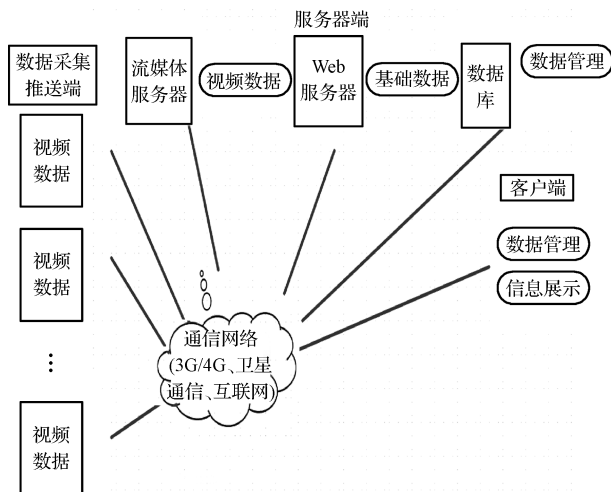 服务器端
数据采集
推送端
流媒体
服务器
视频数据
Web
服务器
基础数据
数据
库
数据管理
视频
数据
客户端
视频
数据
数据管理
信息展示
通信网络
(3G/4G、卫星
通信、互联网)
⋮
视频
数据